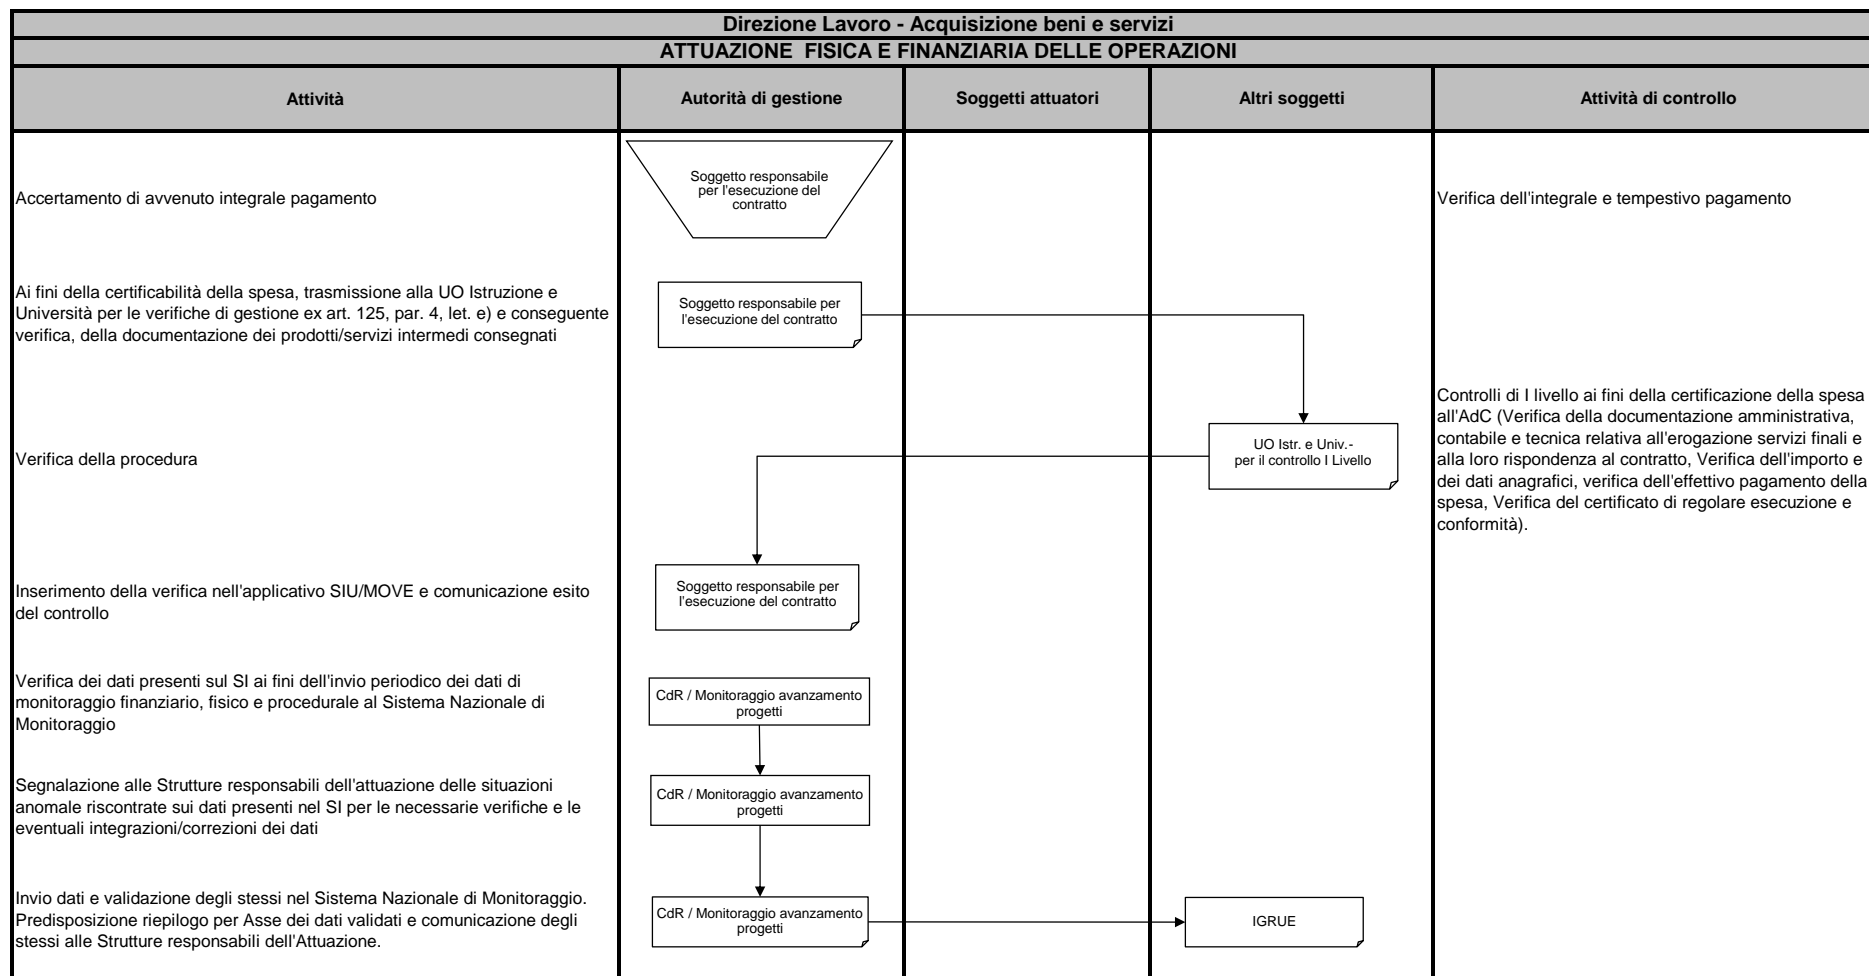 Direzione Lavoro - Acquisizione beni e servizi
ATTUAZIONE FISICA E FINANZIARIA DELLE OPERAZIONI
Attività
Autorità di gestione
Soggetti attuatori
Altri soggetti
Attività di controllo
Accertamento di avvenuto integrale pagamento
Soggetto responsabile
per l'esecuzione del
contratto
Verifica dell'integrale e tempestivo pagamento
Ai fini della certificabilità della spesa, trasmissione alla UO Istruzione e
Università per le verifiche di gestione ex art. 125, par. 4, let. e) e conseguente
verifica, della documentazione dei prodotti/servizi intermedi consegnati
Soggetto responsabile per
l'esecuzione del contratto
Verifica della procedura
UO Istr. e Univ.-
per il controllo I Livello
Controlli di I livello ai fini della certificazione della spesa
all'AdC (Verifica della documentazione amministrativa,
contabile e tecnica relativa all'erogazione servizi finali e
alla loro rispondenza al contratto, Verifica dell'importo e
dei dati anagrafici, verifica dell'effettivo pagamento della
spesa, Verifica del certificato di regolare esecuzione e
conformità).
Inserimento della verifica nell'applicativo SIU/MOVE e comunicazione esito
del controllo
Soggetto responsabile per
l'esecuzione del contratto
Verifica dei dati presenti sul SI ai fini dell'invio periodico dei dati di
monitoraggio finanziario, fisico e procedurale al Sistema Nazionale di
Monitoraggio
CdR / Monitoraggio avanzamento
progetti
Segnalazione alle Strutture responsabili dell'attuazione delle situazioni
anomale riscontrate sui dati presenti nel SI per le necessarie verifiche e le
eventuali integrazioni/correzioni dei dati
CdR / Monitoraggio avanzamento
progetti
Invio dati e validazione degli stessi nel Sistema Nazionale di Monitoraggio.
Predisposizione riepilogo per Asse dei dati validati e comunicazione degli
stessi alle Strutture responsabili dell'Attuazione.
CdR / Monitoraggio avanzamento
progetti
IGRUE